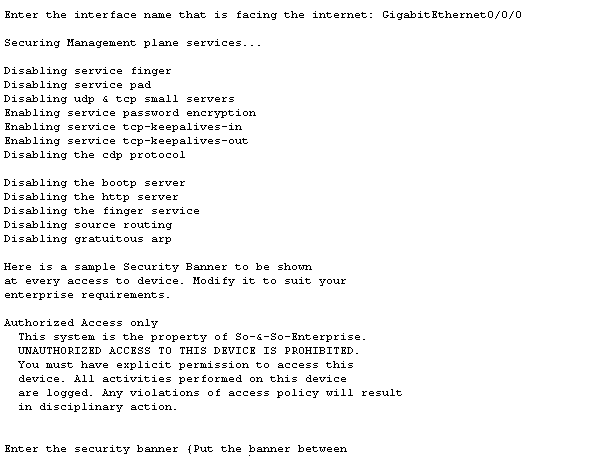 Enter the interface name that is facing the internet: GigabitEthernet0/0/0
Securing Management plane services...
Disabling service finger
Disabling service pad
Disabling udp & tcp small servers
Enabling service password encryption
Enabling service tcp-keepalives-in
Enabling service tcp-keepalives-out
Disabling the cdp protocol
Disabling the bootp server
Disabling the http server
Disabling the finger service
Disabling source routing
Disabling gratuitous arp
Here is a sample Security Banner to be shown
at every access to device. Modify it to suit your
enterprise requirements.
Authorized Access only
This system is the property of So-&-So-Enterprise.
UNAUTHORIZED ACCESS TO THIS DEVICE IS PROHIBITED.
You must have explicit permission to access this
device. All activities performed on this device
are logged. Any violations of access policy will result
in disciplinary action.
Enter the security banner {Put the banner between